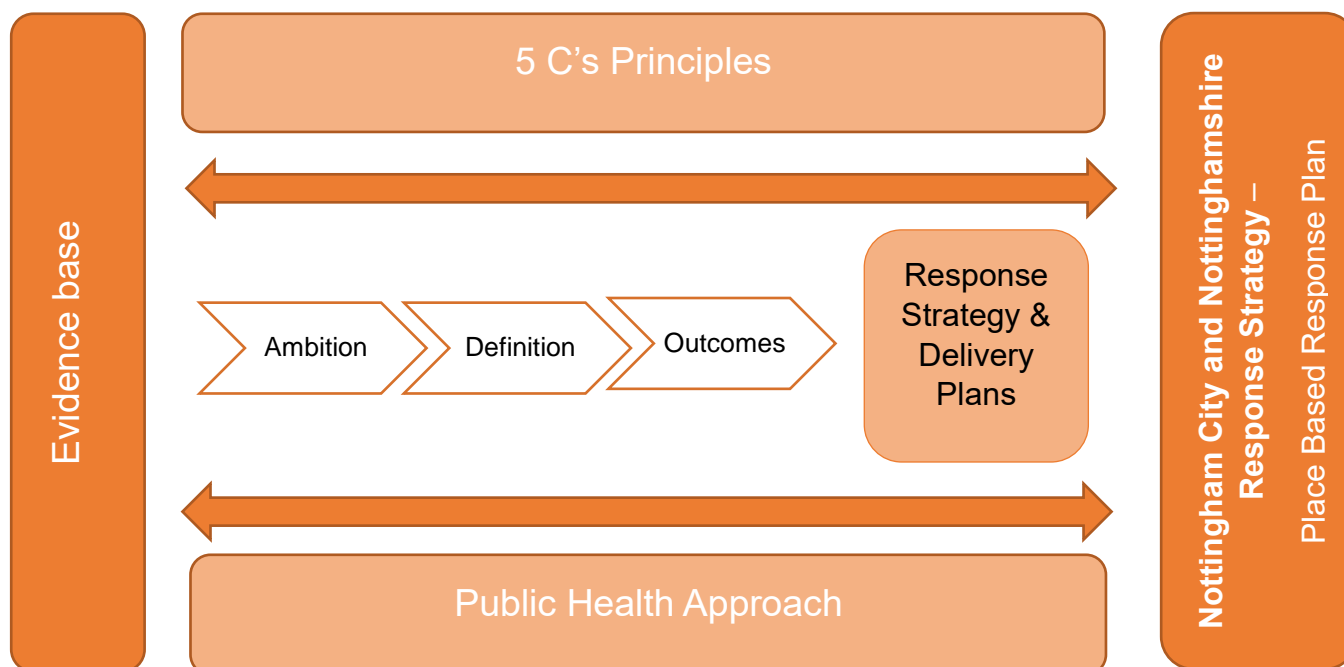 5 C's Principles
Evidence base
Ambition
Definition
Outcomes
Response
Strategy &
Delivery
Plans
Public Health Approach
Nottingham City and Nottinghamshire
Response Strategy –
Place Based Response Plan